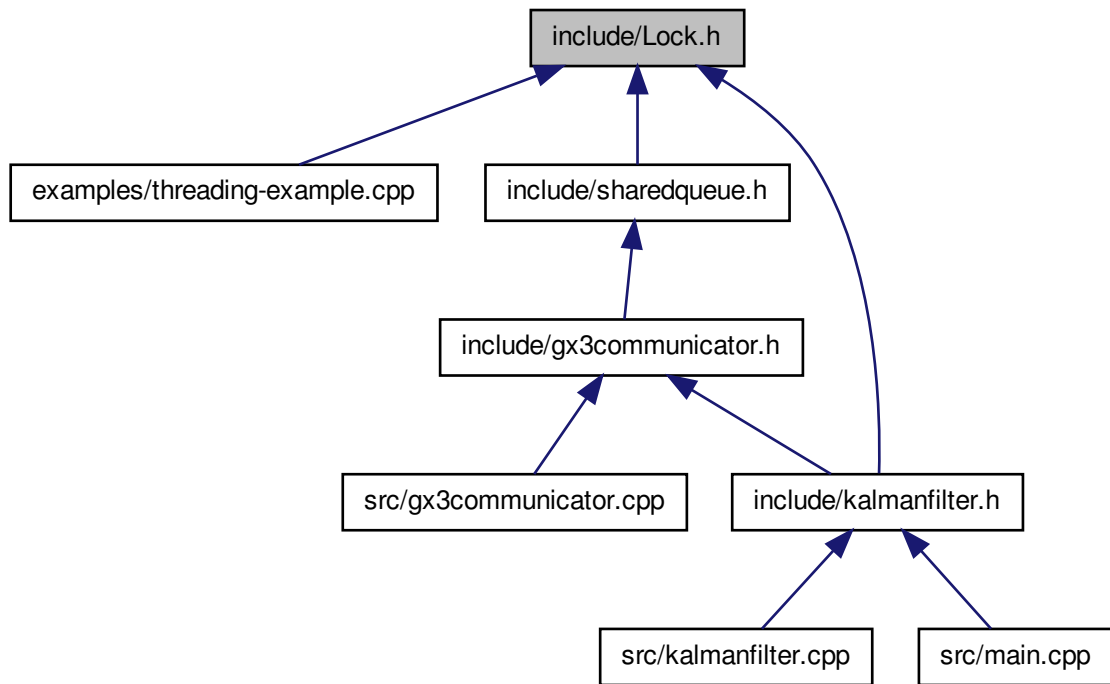 include/Lock.h
examples/threading-example.cpp
include/sharedqueue.h
include/gx3communicator.h
src/gx3communicator.cpp
include/kalmanfilter.h
src/kalmanfilter.cpp
src/main.cpp